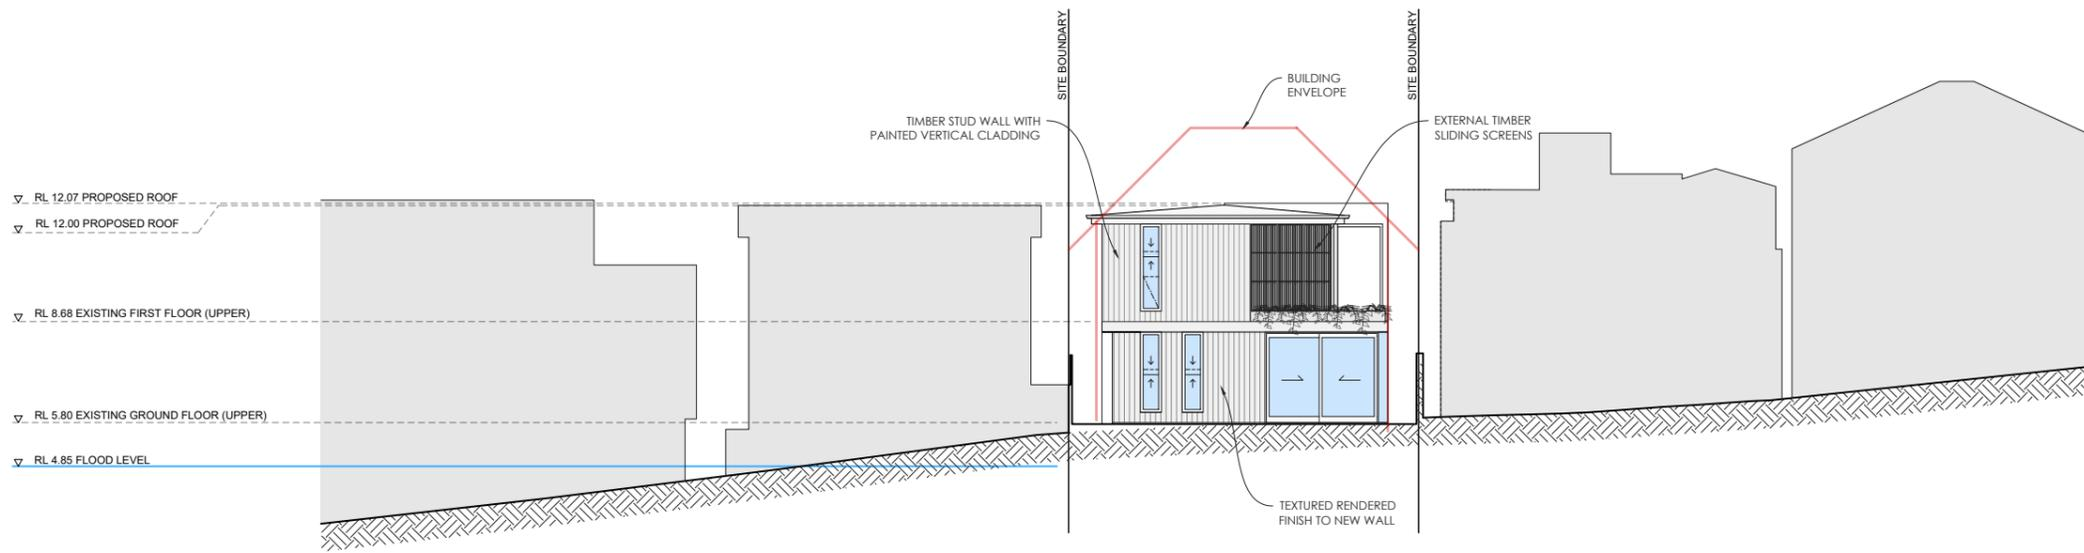 SITE BOUNDARY
SITE BOUNDARY
BUILDING
ENVELOPE
TIMBER STUD WALL WITH
PAINTED VERTICAL CLADDING
EXTERNAL TIMBER
SLIDING SCREENS
RL 12.07 PROPOSED ROOF
RL 12.00 PROPOSED ROOF
RL 8.68 EXISTING FIRST FLOOR (UPPER)
RL 5.80 EXISTING GROUND FLOOR (UPPER)
RL 4.85 FLOOD LEVEL
TEXTURED RENDERED
FINISH TO NEW WALL